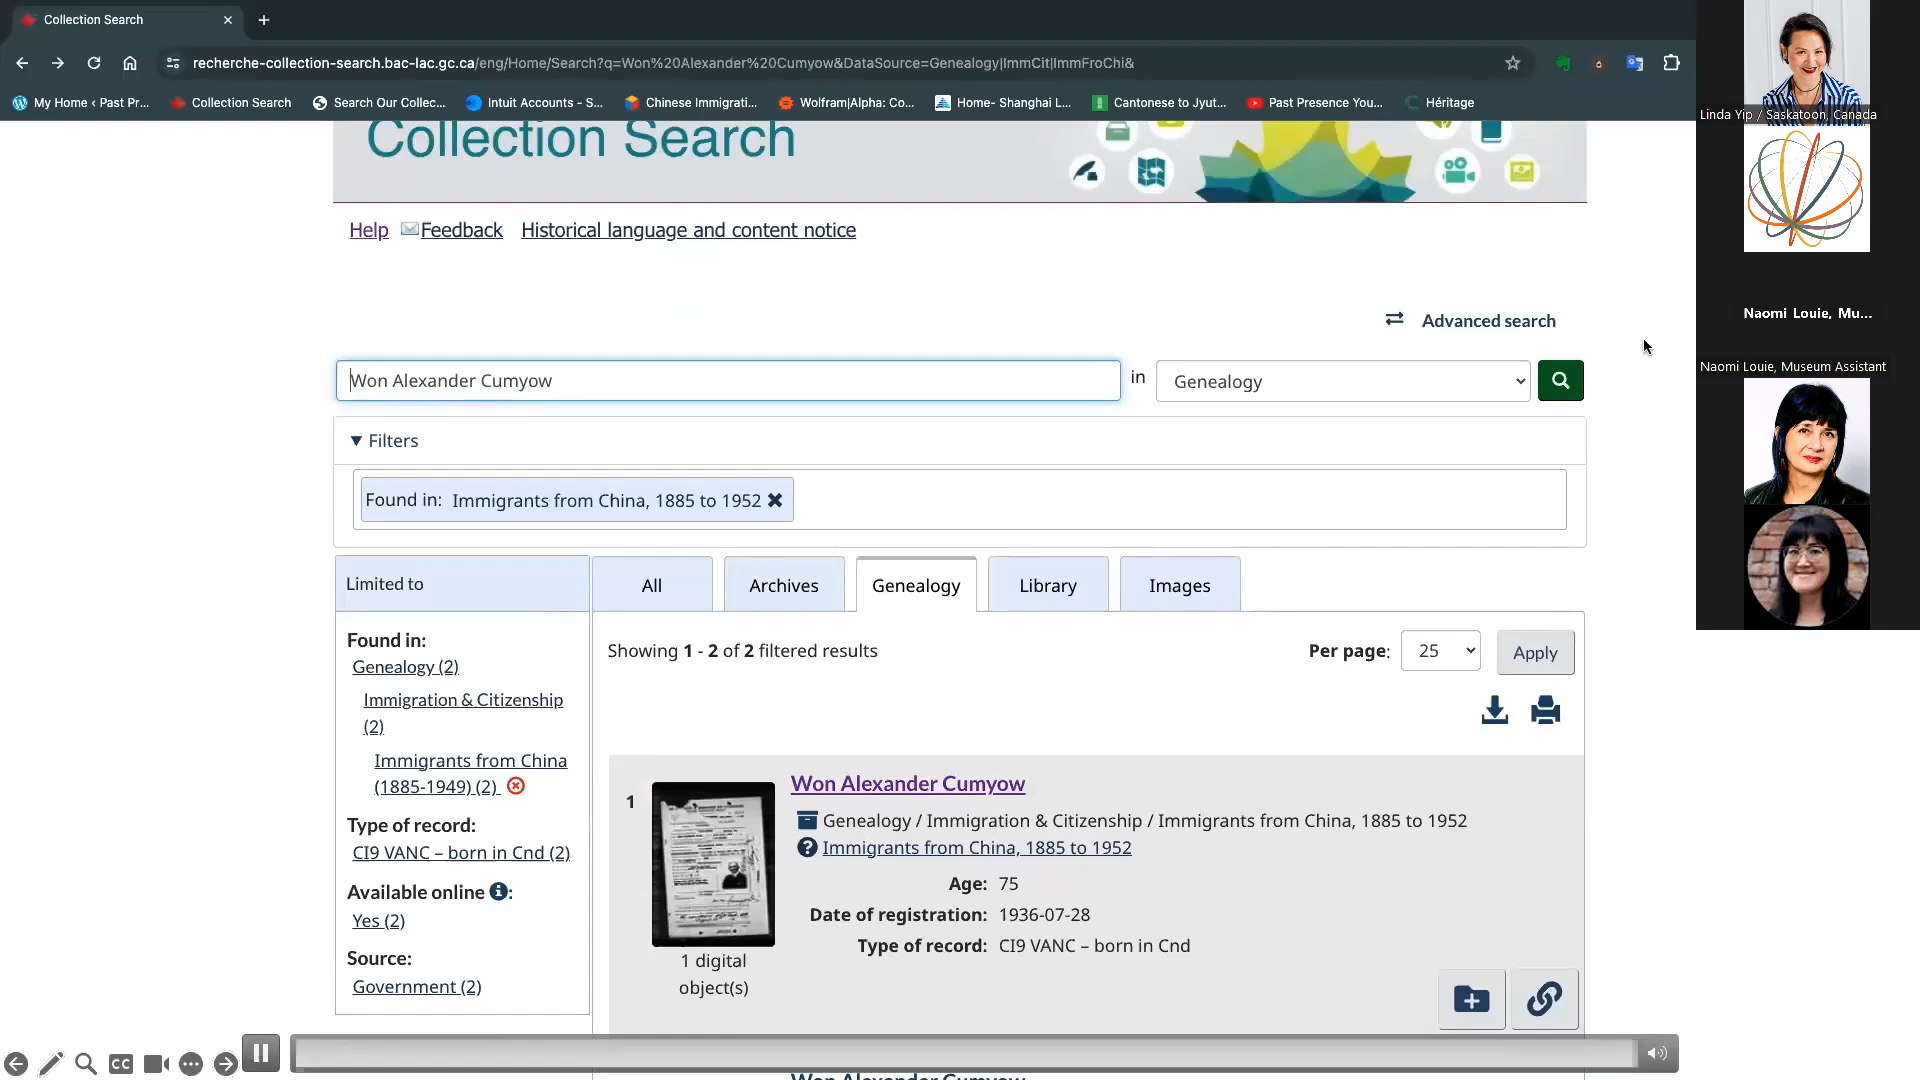 Collection Search
recherche-collection-search.bac-lac.gc.ca/eng/Home/Search?q=Won%20Alexander%20Cumyow&DataSource=Genealogy|ImmCit|ImmFroChi&
My Home ‹ Past Pr...
Collection Search
Search Our Collec...
Intuit Accounts - S...
Chinese Immigrati...
Wolfram|Alpha: Co...
Home- Shanghai L...
Cantonese to Jyut...
Past Presence You...
Héritage
Linda Yip / Saskatoon, Canada
Collection Search
Help Feedback Historical language and content notice
Advanced search
Naomi Louie, Mu...
Naomi Louie, Museum Assistant
Won Alexander Cumyow in Genealogy
Filters
Found in: Immigrants from China, 1885 to 1952
Limited to
All Archives Genealogy Library Images
Found in:
Genealogy (2)
Immigration & Citizenship
(2)
Immigrants from China
(1885-1949) (2)
Type of record:
CI9 VANC – born in Cnd (2)
Available online :
Yes (2)
Source:
Government (2)
Showing 1 - 2 of 2 filtered results
Per page: 25 Apply
1
Won Alexander Cumyow
Genealogy / Immigration & Citizenship / Immigrants from China, 1885 to 1952
Immigrants from China, 1885 to 1952
Age: 75
Date of registration: 1936-07-28
Type of record: CI9 VANC – born in Cnd
1 digital
object(s)
CC
Won Alexander Cumyow